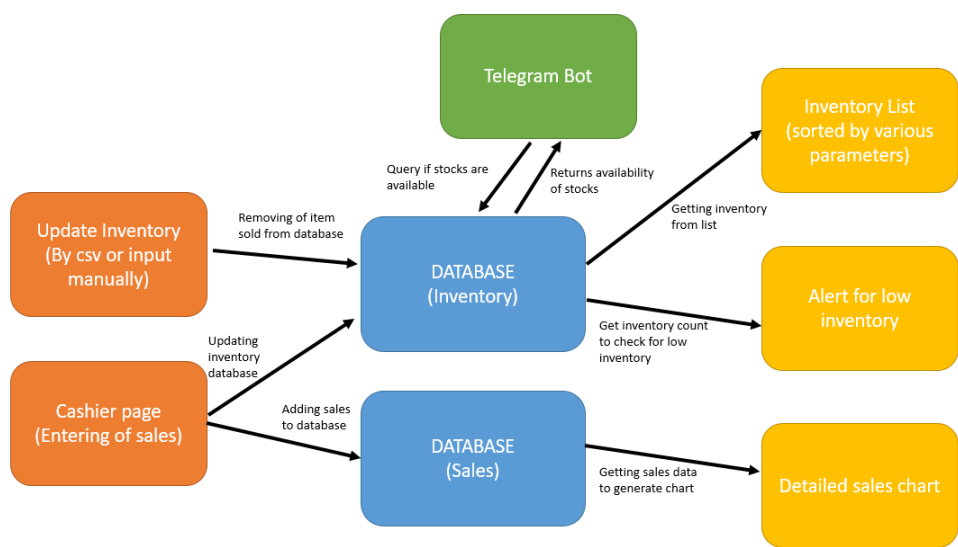 Telegram Bot
Inventory List
(sorted by various
parameters)
Query if stocks are
available
Returns availability
of stocks
Update Inventory
(By csv or input
manually)
Removing of item
sold from database
Getting inventory
from list
DATABASE
(Inventory)
Alert for low
inventory
Get inventory count
to check for low
inventory
Updating
inventory
database
Cashier page
(Entering of sales)
Adding sales
to database
DATABASE
(Sales)
Getting sales data
to generate chart
Detailed sales chart